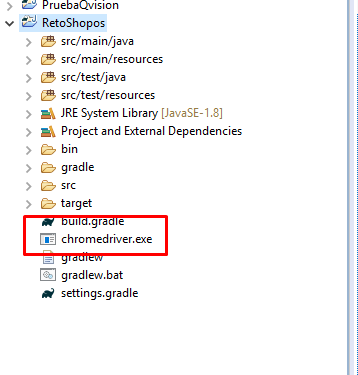 PruebaQvision
RetoShopos
src/main/java
src/main/resources
src/test/java
src/test/resources
JRE System Library [JavaSE-1.8]
Project and External Dependencies
bin
gradle
src
target
build.gradle
chromedriver.exe
gradlew
gradlew.bat
settings.gradle